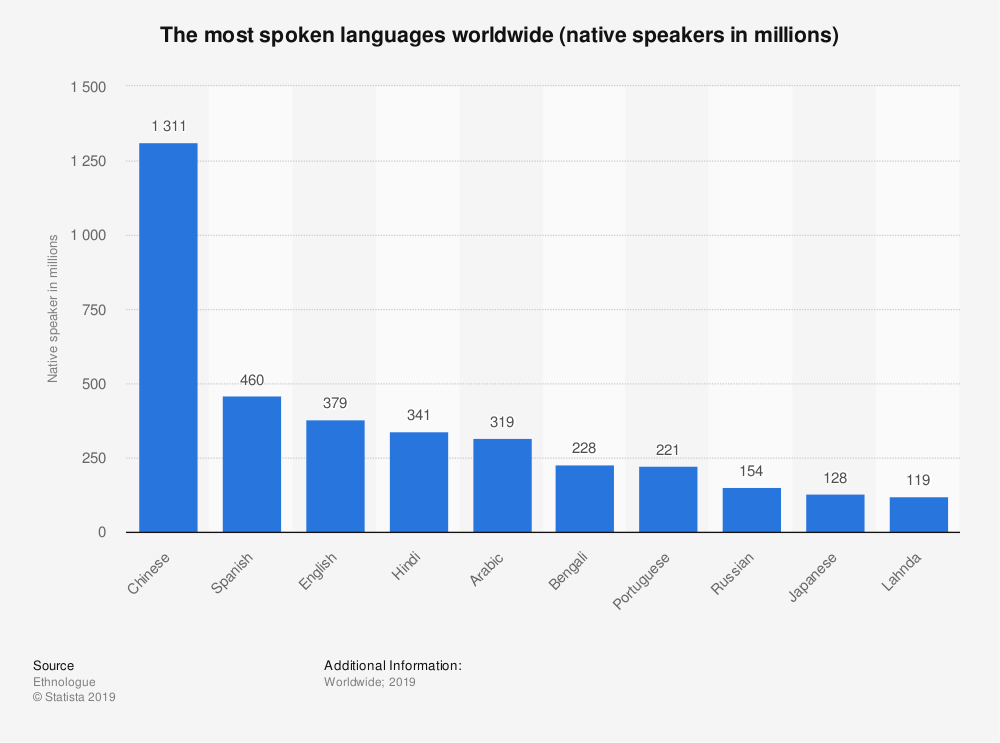 The most spoken languages worldwide (native speakers in millions)
Native speaker in millions
1 500
1 250
1 000
750
500
250
0
1 311
460
379
341
319
228
221
154
128
119
Chinese
Spanish
English
Hindi
Arabic
Bengali
Portuguese
Russian
Japanese
Lahnda
Source
Ethnologue
© Statista 2019
Additional Information:
Worldwide; 2019